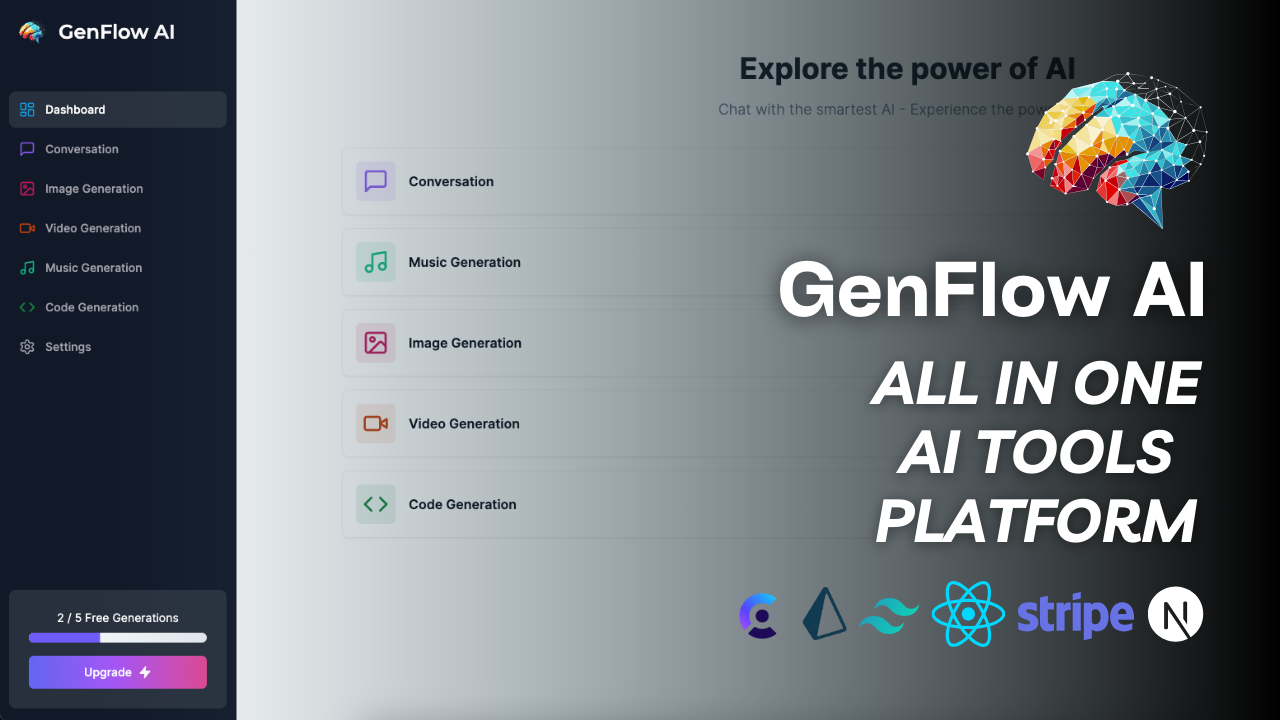 GenFlow AI
Dashboard
Conversation
Image Generation
Video Generation
Music Generation
Code Generation
Settings
2 / 5 Free Generations
Upgrade
Explore the power of AI
Chat with the smartest AI - Experience the
Conversation
Music Generation
Image Generation
Video Generation
Code Generation
GenFlow AI
ALL IN ONE
AI TOOLS
PLATFORM
stripe